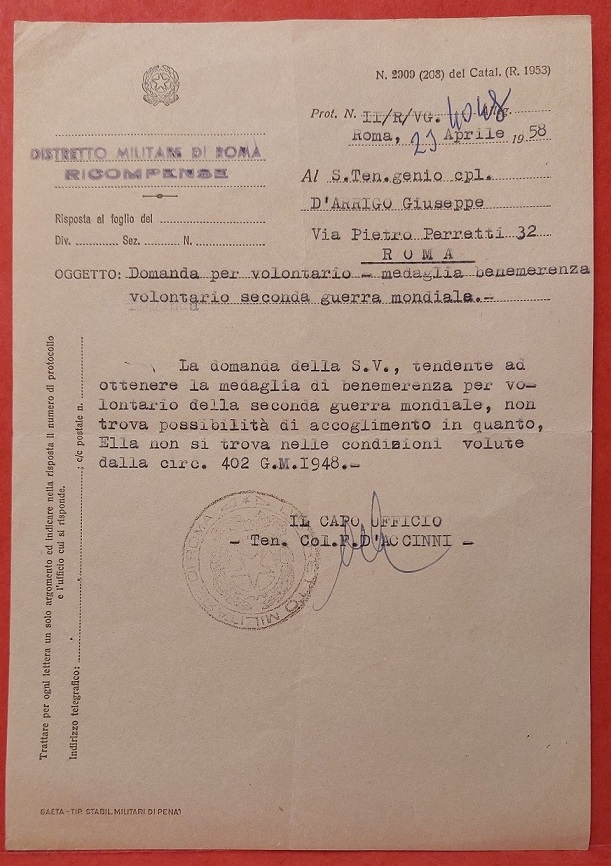 N. 2009 (208) del Catal. (R. 1953)
Prot. N. II/R/VG. 4048 Allig.
Roma, 23 Aprile 1958
DISTRETTO MILITARE DI ROMA
RICOMPENSE
Al S.Ten.genio cpl.
D'ARRIGO Giuseppe
Via Pietro Perretti 32
ROMA
Risposta al foglio del
Div. Sez. N.
OGGETTO: Domanda per volontario - medaglia benemerenza
volontario seconda guerra mondiale.-
La domanda della S.V., tendente ad
ottenere la medaglia di benemerenza per vo-
lontario della seconda guerra mondiale, non
trova possibilità di accoglimento in quanto,
Ella non si trova nelle condizioni volute
dalla circ. 402 G.M.1948.-
IL CAPO UFFICIO
- Ten. Col.F.D'ACCINNI -
Trattare per ogni lettera un solo argomento ed indicare nella risposta il numero di protocollo
e l'ufficio cui si risponde.
Indirizzo telegrafico: ; c/c postale n.
GAETA - TIP. STABIL. MILITARI DI PENA